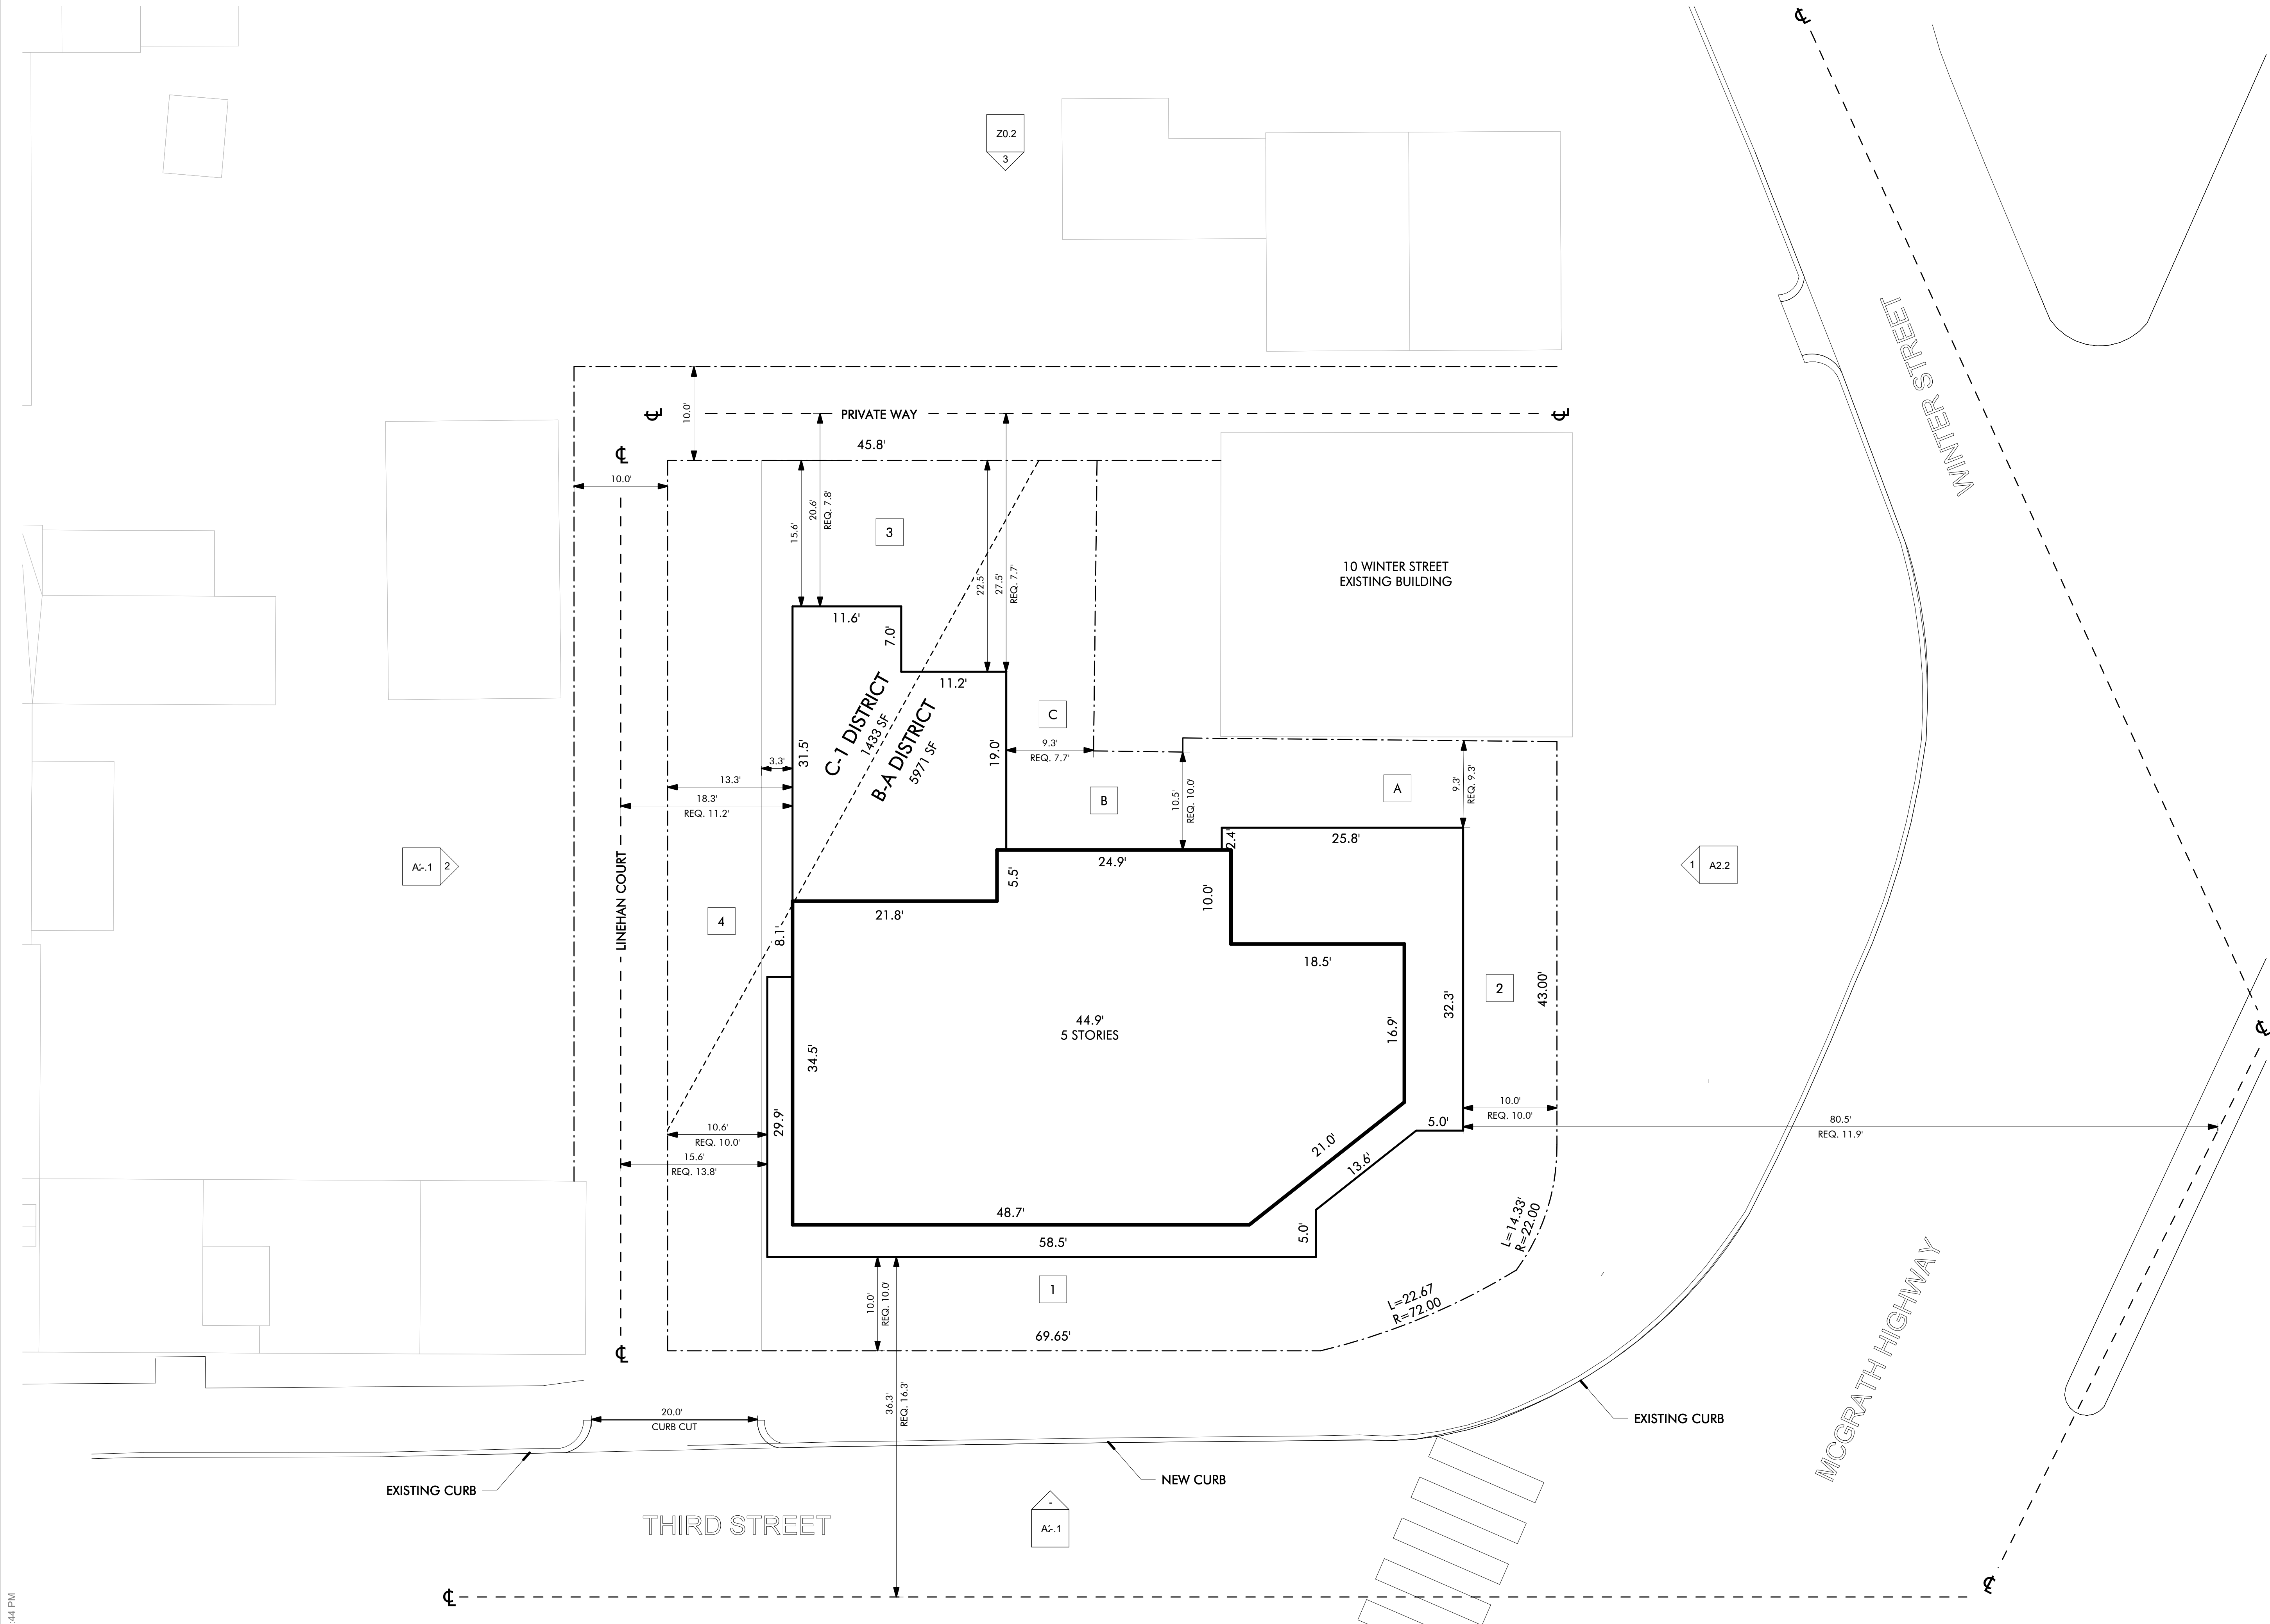 ℄
Z0.2
3
WINTER STREET
10.0'
℄
PRIVATE WAY
℄
45.8'
℄
10.0'
15.6'
20.6'
REQ. 7.8'
3
22.5'
27.5'
REQ. 7.7'
10 WINTER STREET
EXISTING BUILDING
11.6'
7.0'
11.2'
C-1 DISTRICT
1433 SF
B-A DISTRICT
5971 SF
C
9.3'
REQ. 7.7'
31.5'
19.0'
3.3'
13.3'
18.3'
REQ. 11.2'
B
10.5'
REQ. 10.0'
A
9.3'
REQ. 9.3'
2.4'
25.8'
2
LINEHAN COURT
24.9'
5.5'
10.0'
1
A2.2
21.8'
4
8.1'
18.5'
2
43.00'
32.3'
16.9'
44.9'
5 STORIES
34.5'
29.9'
℄
10.6'
REQ. 10.0'
15.6'
REQ. 13.8'
10.0'
REQ. 10.0'
5.0'
80.5'
REQ. 11.9'
21.0'
13.6'
48.7'
5.0'
58.5'
L=14.33'
R=22.00
10.0'
REQ. 10.0'
1
L=22.67
R=72.00
69.65'
℄
36.3'
REQ. 16.3'
MCGRATH HIGHWAY
20.0'
CURB CUT
EXISTING CURB
EXISTING CURB
NEW CURB
THIRD STREET
-
℄
℄
:44 PM